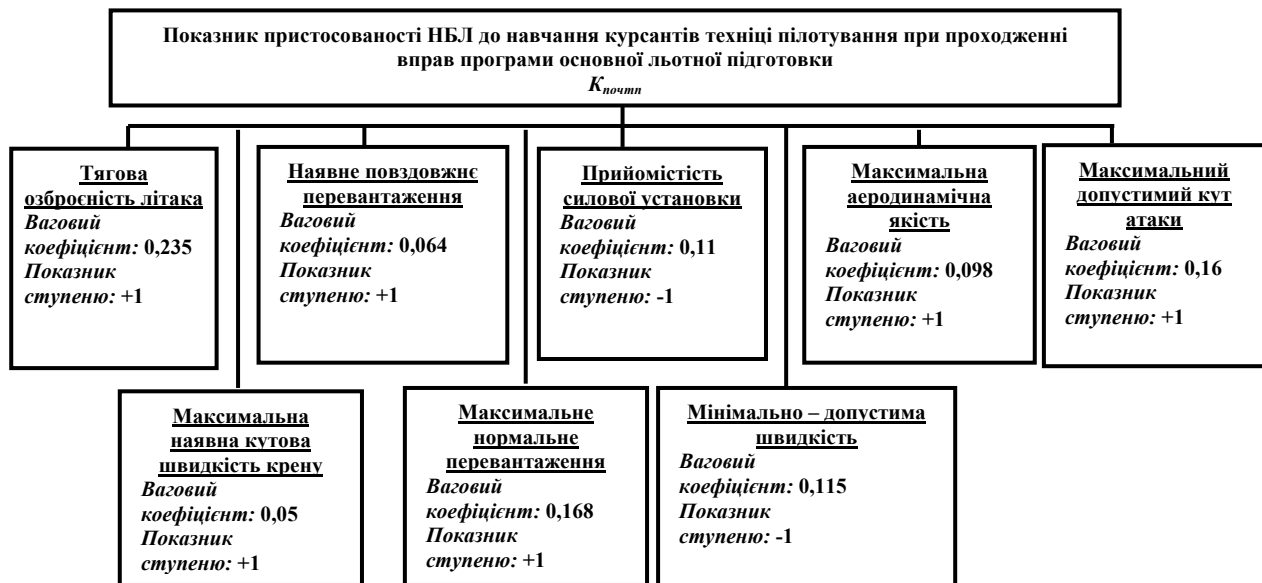 Показник пристосованості НБЛ до навчання курсантів техніці пілотування при проходженні
вправ програми основної льотної підготовки
Kпочтп
Тягова
озброєність літака
Ваговий
коефіцієнт: 0,235
Показник
ступеню: +1
Наявне повздовжнє
перевантаження
Ваговий
коефіцієнт: 0,064
Показник
ступеню: +1
Прийомістість
силової установки
Ваговий
коефіцієнт: 0,11
Показник
ступеню: -1
Максимальна
аеродинамічна
якість
Ваговий
коефіцієнт: 0,098
Показник
ступеню: +1
Максимальний
допустимий кут
атаки
Ваговий
коефіцієнт: 0,16
Показник
ступеню: +1
Максимальна
наявна кутова
швидкість крену
Ваговий
коефіцієнт: 0,05
Показник
ступеню: +1
Максимальне
нормальне
перевантаження
Ваговий
коефіцієнт: 0,168
Показник
ступеню: +1
Мінімально – допустима
швидкість
Ваговий
коефіцієнт: 0,115
Показник
ступеню: -1